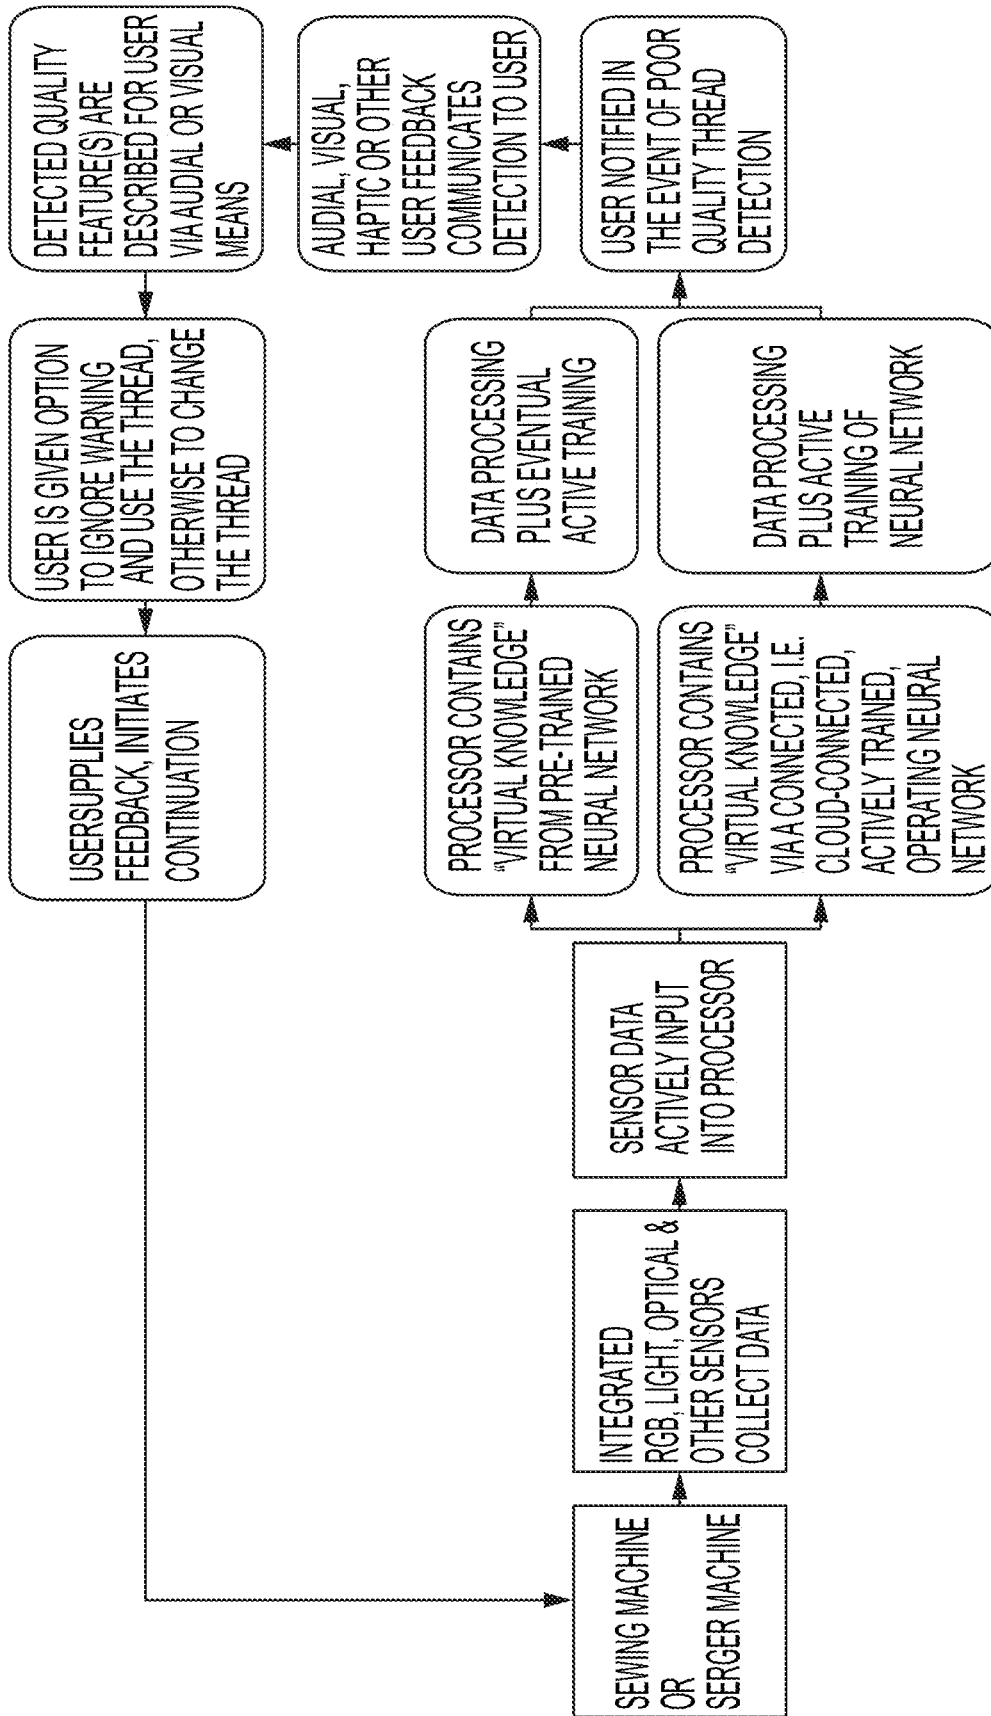 SEWING MACHINE
OR
SERGER MACHINE
INTEGRATED
RGB, LIGHT, OPTICAL &
OTHER SENSORS
COLLECT DATA
SENSOR DATA
ACTIVELY INPUT
INTO PROCESSOR
PROCESSOR CONTAINS
“VIRTUAL KNOWLEDGE”
FROM PRE-TRAINED
NEURAL NETWORK
DATA PROCESSING
PLUS EVENTUAL
ACTIVE TRAINING
PROCESSOR CONTAINS
“VIRTUAL KNOWLEDGE”
VIA A CONNECTED, I.E.
CLOUD-CONNECTED,
ACTIVELY TRAINED,
OPERATING NEURAL
NETWORK
DATA PROCESSING
PLUS ACTIVE
TRAINING OF
NEURAL NETWORK
USER NOTIFIED IN
THE EVENT OF POOR
QUALITY THREAD
DETECTION
AUDIAL, VISUAL,
HAPTIC OR OTHER
USER FEEDBACK
COMMUNICATES
DETECTION TO USER
DETECTED QUALITY
FEATURE(S) ARE
DESCRIBED FOR USER
VIA AUDIAL OR VISUAL
MEANS
USER IS GIVEN OPTION
TO IGNORE WARNING
AND USE THE THREAD,
OTHERWISE TO CHANGE
THE THREAD
USERSUPPLIES
FEEDBACK, INITIATES
CONTINUATION